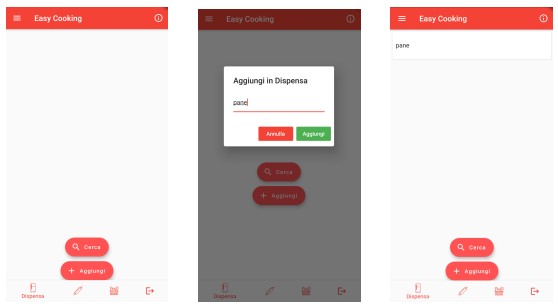 Easy Cooking
Cerca
Aggiungi
Dispensa
Easy Cooking
Aggiungi in Dispensa
pane
Annulla Aggiungi
Cerca
Aggiungi
Dispensa
Easy Cooking
pane
Cerca
Aggiungi
Dispensa